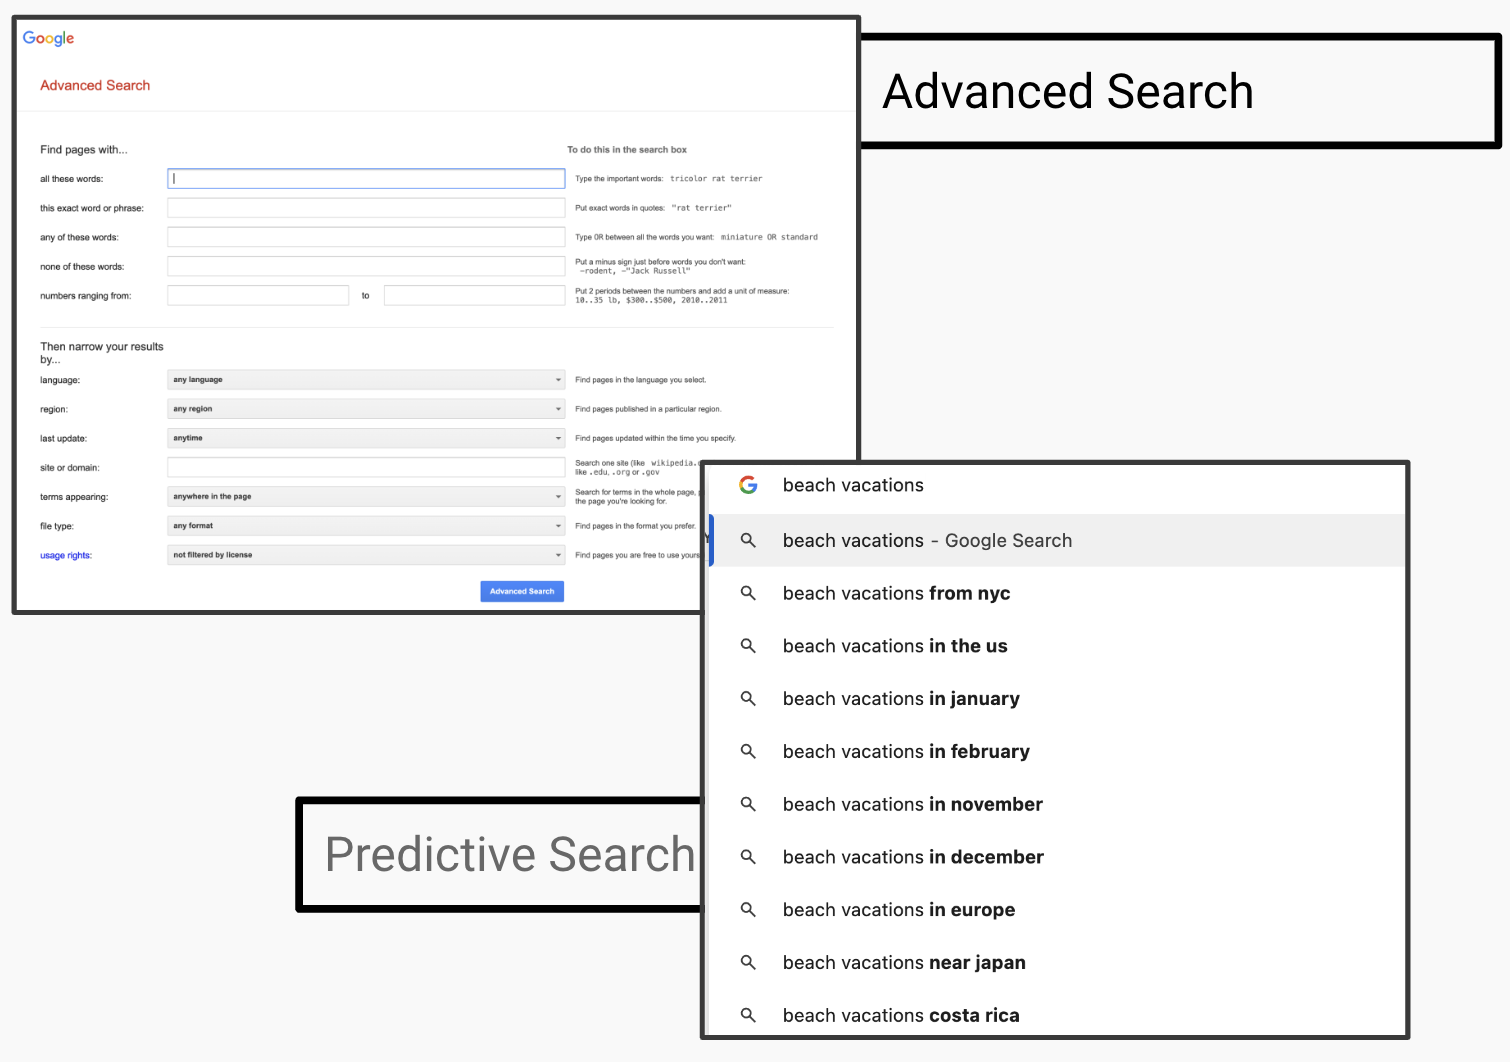 Google
Advanced Search
Advanced Search
Find pages with...
To do this in the search box
all these words:
Type the important words: tricolor rat terrier
this exact word or phrase:
Put exact words in quotes: "rat terrier"
any of these words:
Type OR between all the words you want: miniature OR standard
none of these words:
Put a minus sign just before words you don't want:
-rodent, -"Jack Russell"
numbers ranging from:
to
Put 2 periods between the numbers and add a unit of measure:
10..35 lb, $300..$500, 2010..2011
Then narrow your results
by...
language:
any language
Find pages in the language you select.
region:
any region
Find pages published in a particular region.
last update:
anytime
Find pages updated within the time you specify.
site or domain:
Search one site (like wikipedia.
like .edu, .org or .gov
terms appearing:
anywhere in the page
Search for terms in the whole page,
the page you're looking for.
file type:
any format
Find pages in the format you prefer.
usage rights:
not filtered by license
Find pages you are free to use
Advanced Search
beach vacations
beach vacations - Google Search
beach vacations from nyc
beach vacations in the us
beach vacations in january
beach vacations in february
beach vacations in november
beach vacations in december
beach vacations in europe
beach vacations near japan
beach vacations costa rica
Predictive Search